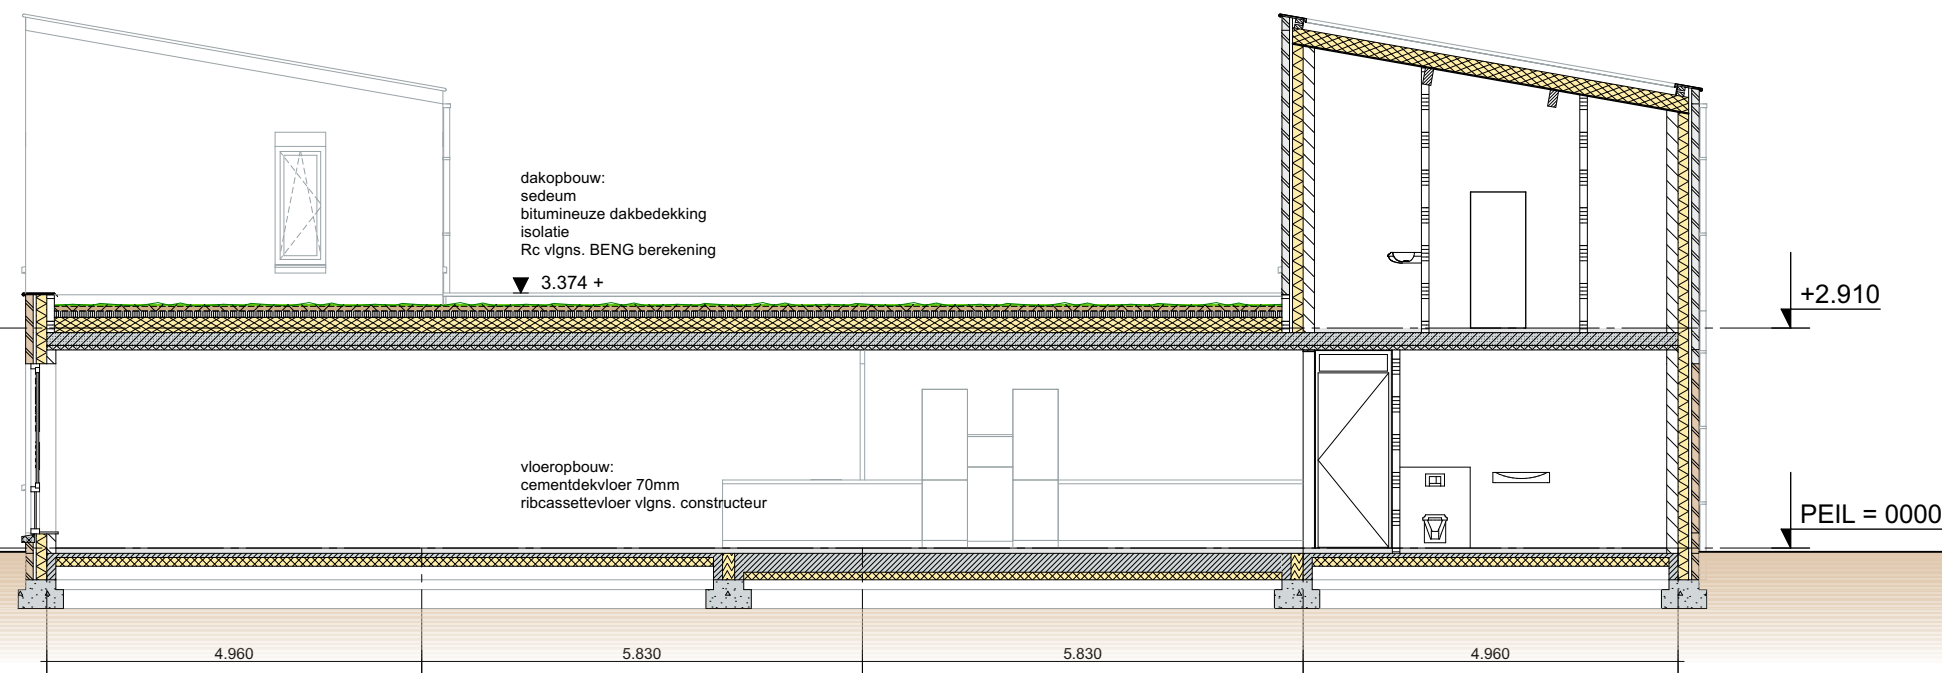 dakopbouw:
sedeum
bitumineuze dakbedekking
isolatie
Rc vlgns. BENG berekening
3.374 +
+2.910
vloeropbouw:
cementdekvloer 70mm
ribcassettevloer vlgns. constructeur
PEIL = 0000
4.960
5.830
5.830
4.960